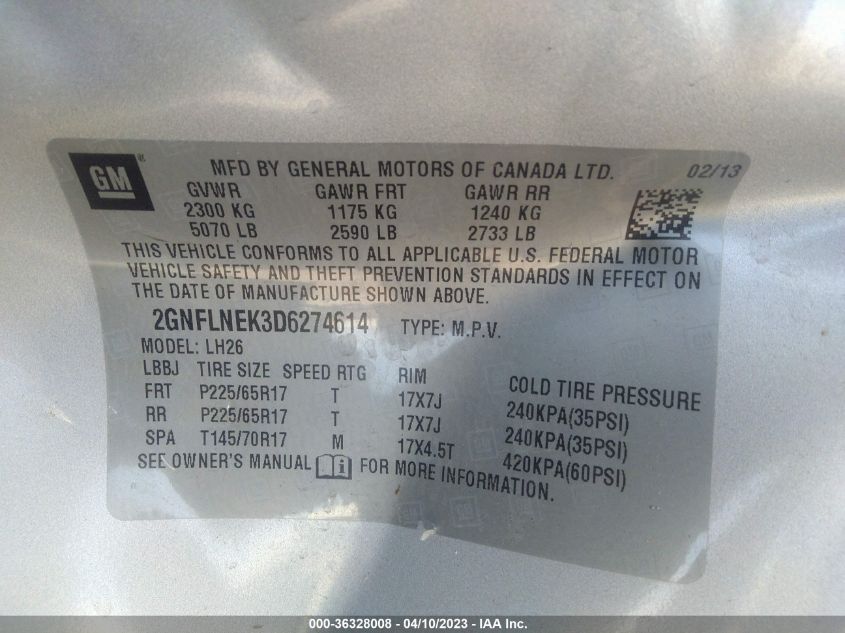 GM
MFD BY GENERAL MOTORS OF CANADA LTD. 02/13
GVWR GAWR FRT GAWR RR
2300 KG 1175 KG 1240 KG
5070 LB 2590 LB 2733 LB
THIS VEHICLE CONFORMS TO ALL APPLICABLE U.S. FEDERAL MOTOR
VEHICLE SAFETY AND THEFT PREVENTION STANDARDS IN EFFECT ON
THE DATE OF MANUFACTURE SHOWN ABOVE.
2GNFLNEK3D6274614 TYPE: M.P.V.
MODEL: LH26
LBBJ TIRE SIZE SPEED RTG RIM COLD TIRE PRESSURE
FRT P225/65R17 T 17X7J 240KPA(35PSI)
RR P225/65R17 T 17X7J 240KPA(35PSI)
SPA T145/70R17 M 17X4.5T 420KPA(60PSI)
SEE OWNER'S MANUAL FOR MORE INFORMATION.
000-36328008 - 04/10/2023 - IAA Inc.